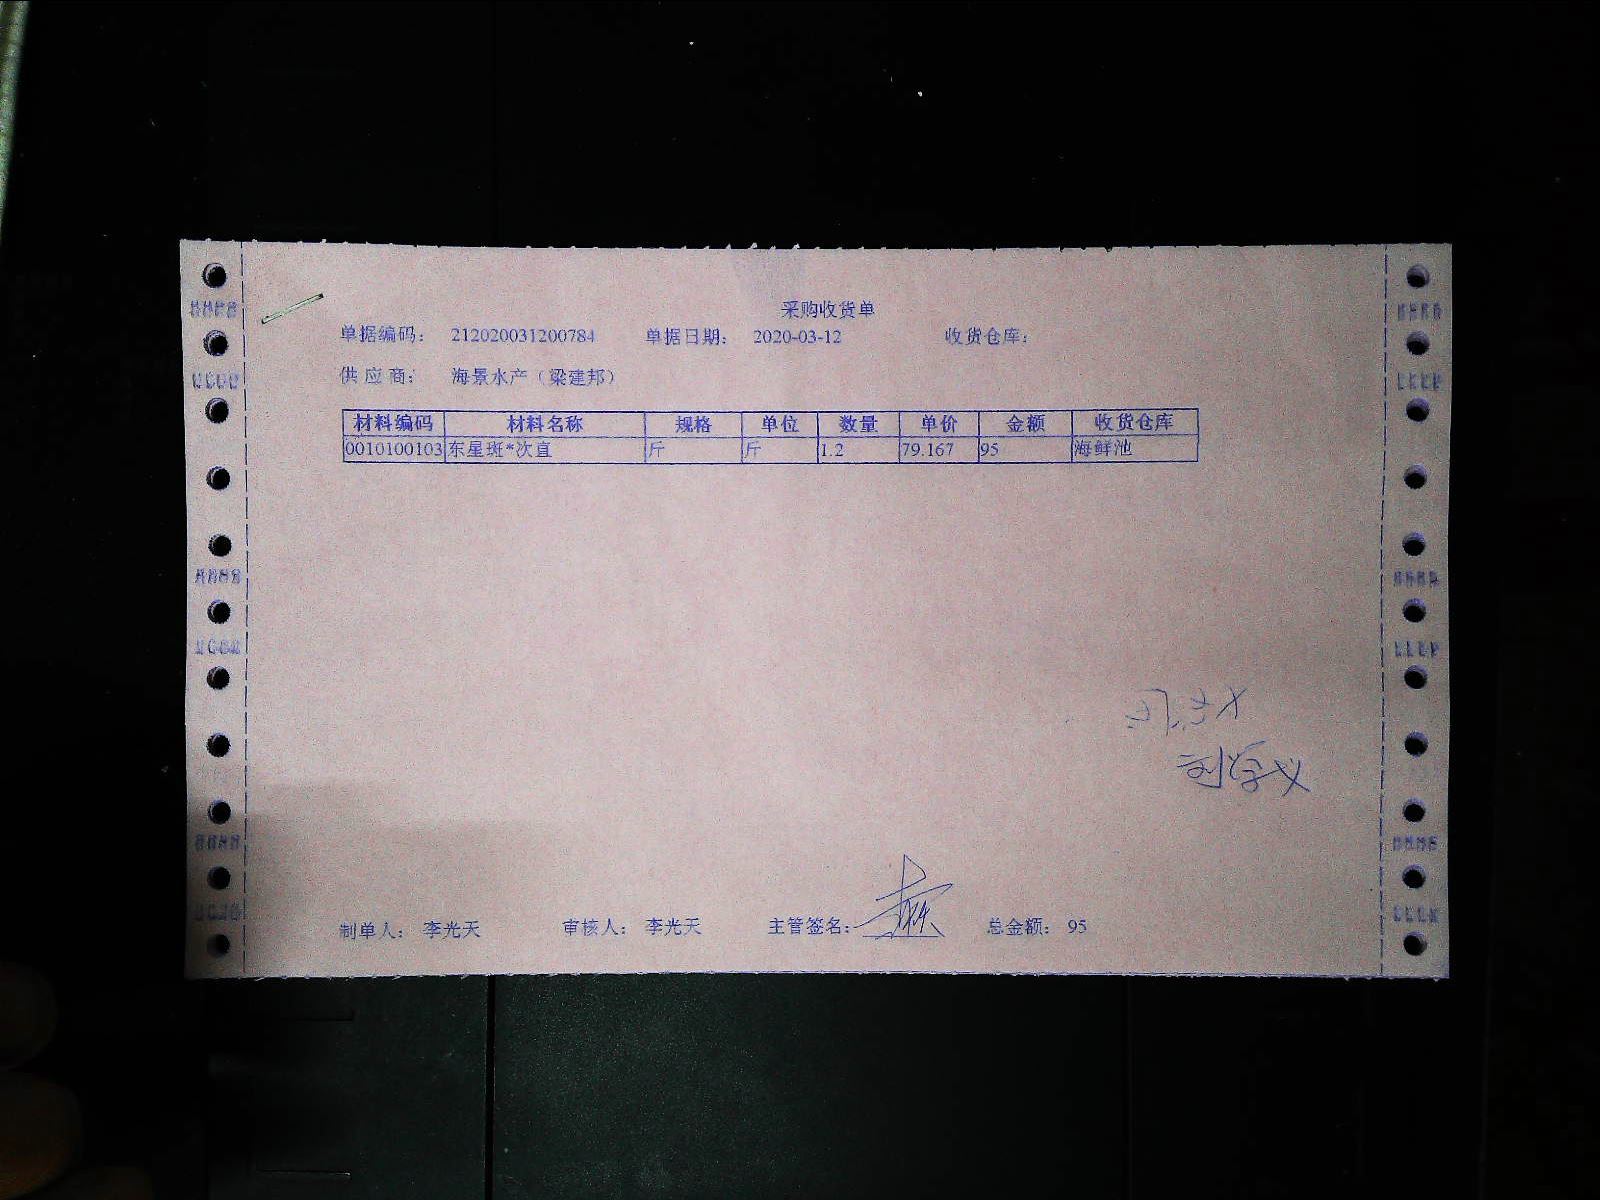 采购收货单
单据编码： 212020031200784 单据日期： 2020-03-12 收货仓库：
供应商： 海景水产（梁建邦）
材料编码 材料名称 规格 单位 数量 单价 金额 收货仓库
0010100103 东星斑*次直 斤 斤 1.2 79.167 95 海鲜池
刘学义
制单人： 李光天 审核人： 李光天 主管签名： 总金额： 95